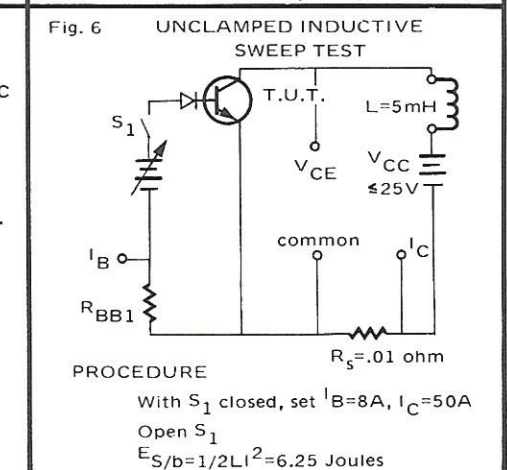 Fig. 6 UNCLAMPED INDUCTIVE
SWEEP TEST
C
T.U.T.
L=5mH
S1
VCE
VCC
≤25V
IB
common
IC
RBB1
Rs=.01 ohm
PROCEDURE
With S1 closed, set IB=8A, IC=50A
Open S1
ES/b=1/2LI²=6.25 Joules